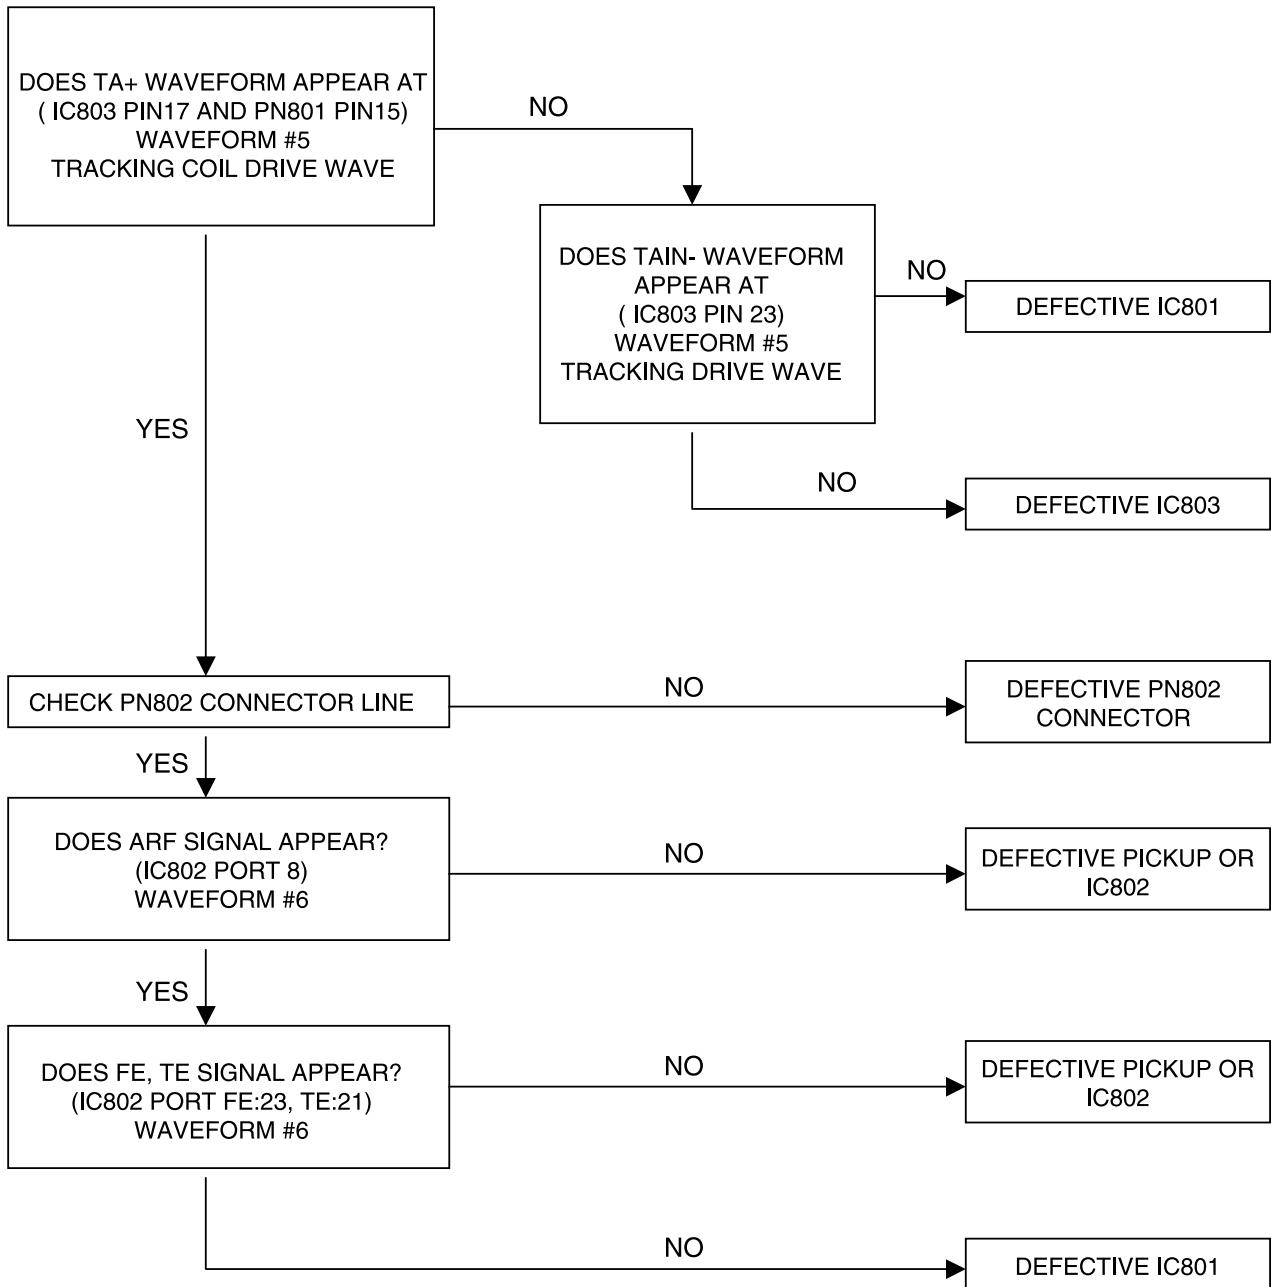 DOES TA+ WAVEFORM APPEAR AT
( IC803 PIN17 AND PN801 PIN15)
WAVEFORM #5
TRACKING COIL DRIVE WAVE
NO
DOES TAIN- WAVEFORM
APPEAR AT
( IC803 PIN 23)
WAVEFORM #5
TRACKING DRIVE WAVE
NO
DEFECTIVE IC801
YES
NO
DEFECTIVE IC803
CHECK PN802 CONNECTOR LINE
NO
DEFECTIVE PN802
CONNECTOR
YES
DOES ARF SIGNAL APPEAR?
(IC802 PORT 8)
WAVEFORM #6
NO
DEFECTIVE PICKUP OR
IC802
YES
DOES FE, TE SIGNAL APPEAR?
(IC802 PORT FE:23, TE:21)
WAVEFORM #6
NO
DEFECTIVE PICKUP OR
IC802
NO
DEFECTIVE IC801